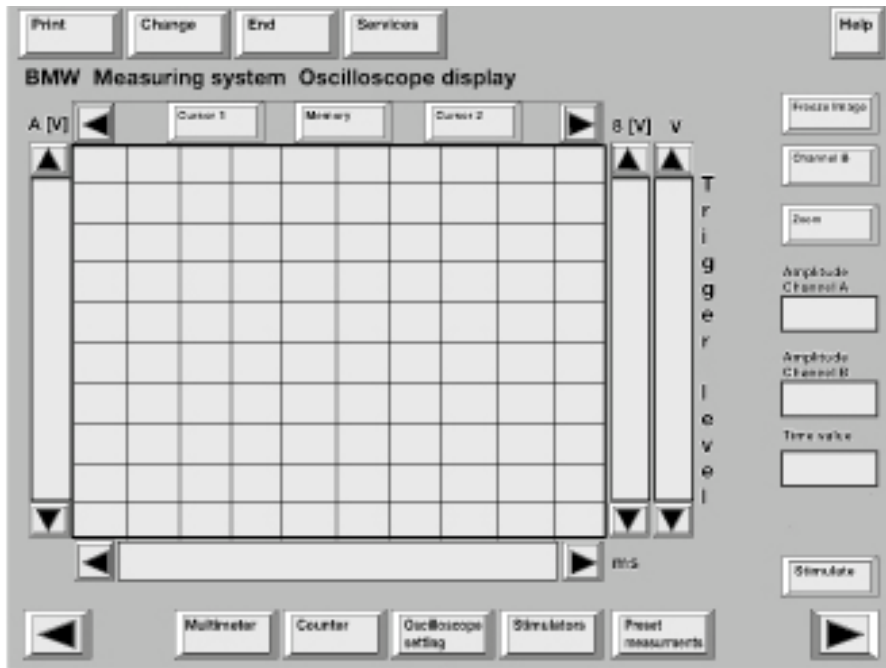 Print
Change
End
Services
Help
BMW Measuring system Oscilloscope display
A [V]
Cursor 1
Memory
Cursor 2
B [V]
V
Freeze Image
Channel B
Zoom
Trigger level
Amplitude
Channel A
Amplitude
Channel B
Time value
ms
Stimulate
Multimeter
Counter
Oscilloscope
setting
Stimulators
Preset
measurments